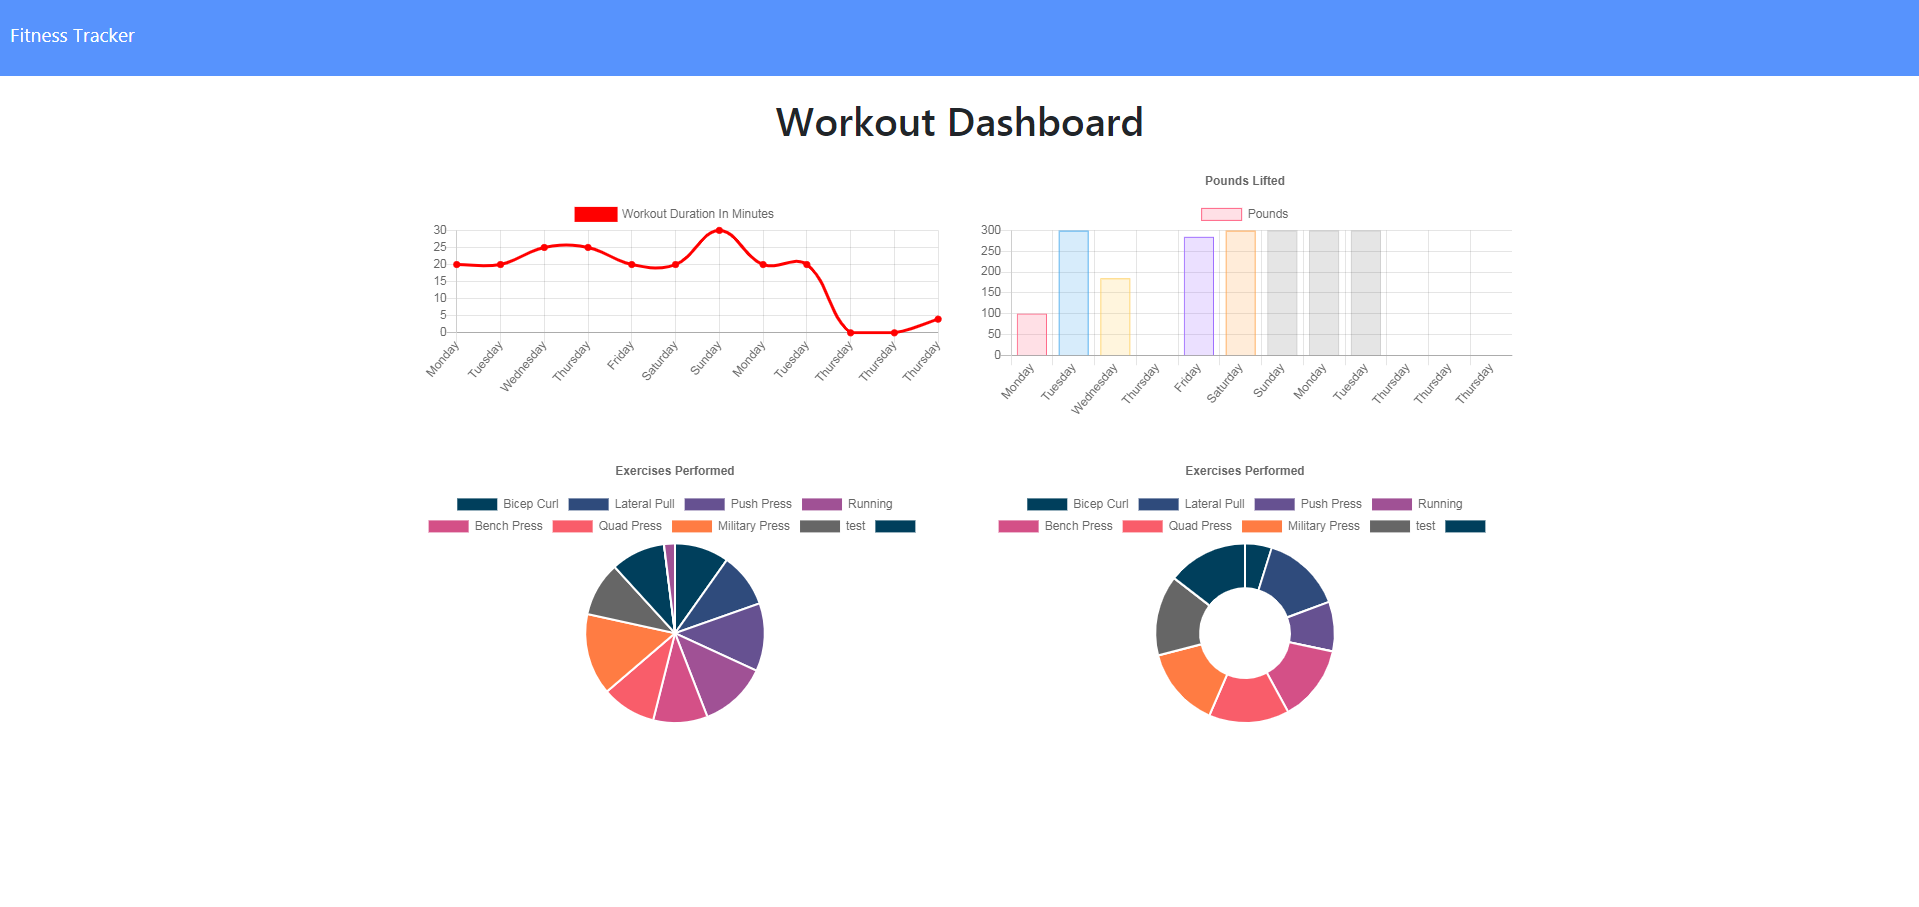 Fitness Tracker
Workout Dashboard
Workout Duration In Minutes
30
25
20
15
10
5
0
Monday Tuesday Wednesday Thursday Friday Saturday Sunday Monday Tuesday Thursday Thursday Thursday
Pounds Lifted
Pounds
300
250
200
150
100
50
0
Monday Tuesday Wednesday Thursday Friday Saturday Sunday Monday Tuesday Thursday Thursday Thursday
Exercises Performed
Bicep Curl Lateral Pull Push Press Running
Bench Press Quad Press Military Press test
Exercises Performed
Bicep Curl Lateral Pull Push Press Running
Bench Press Quad Press Military Press test